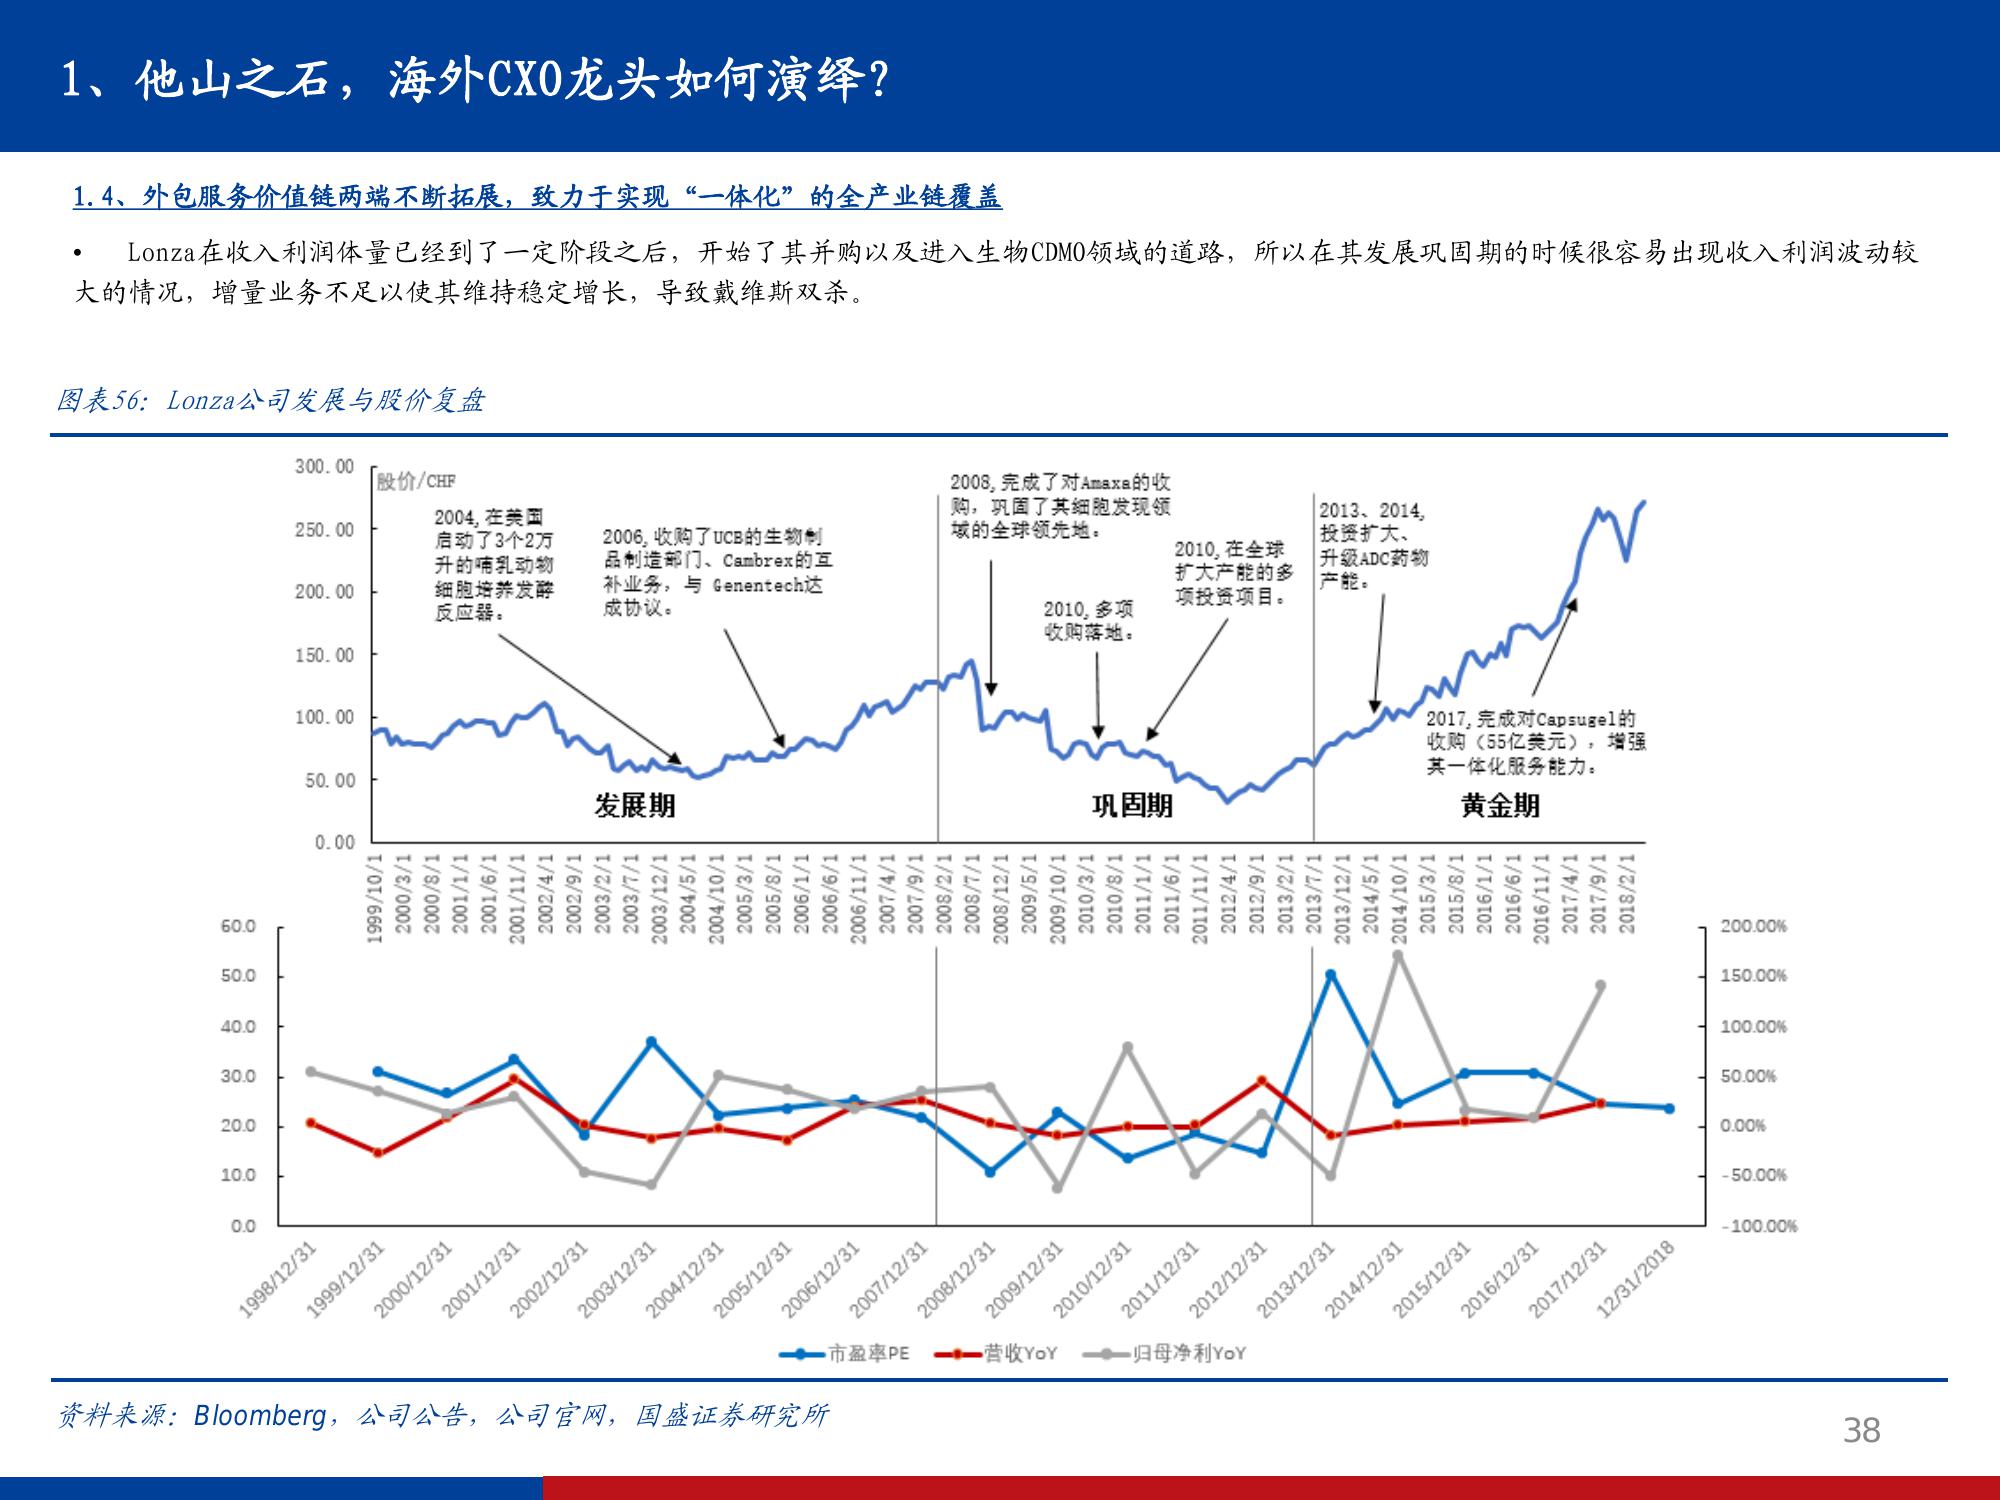 1、他山之石，海外CXO龙头如何演绎？
1.4、外包服务价值链两端不断拓展，致力于实现“一体化”的全产业链覆盖
• Lonza在收入利润体量已经到了一定阶段之后，开始了其并购以及进入生物CDMO领域的道路，所以在其发展巩固期的时候很容易出现收入利润波动较
大的情况，增量业务不足以使其维持稳定增长，导致戴维斯双杀。
图表56：Lonza公司发展与股价复盘
300.00
250.00
200.00
150.00
100.00
50.00
0.00
股价/CHF
2004,在美国
启动了3个2万
升的哺乳动物
细胞培养发酵
反应器。
2006,收购了UCB的生物制
品制造部门、Cambrex的互
补业务，与 Genentech达
成协议。
2008,完成了对Amaxa的收
购，巩固了其细胞发现领
域的全球领先地。
2010,多项
收购落地。
2010,在全球
扩大产能的多
项投资项目。
2013、2014,
投资扩大、
升级ADC药物
产能。
2017,完成对Capsugel的
收购（55亿美元），增强
其一体化服务能力。
发展期
巩固期
黄金期
1999/10/1
2000/3/1
2000/8/1
2001/1/1
2001/6/1
2001/11/1
2002/4/1
2002/9/1
2003/2/1
2003/7/1
2003/12/1
2004/5/1
2004/10/1
2005/3/1
2005/8/1
2006/1/1
2006/6/1
2006/11/1
2007/4/1
2007/9/1
2008/2/1
2008/7/1
2008/12/1
2009/5/1
2009/10/1
2010/3/1
2010/8/1
2011/1/1
2011/6/1
2011/11/1
2012/4/1
2012/9/1
2013/2/1
2013/7/1
2013/12/1
2014/5/1
2014/10/1
2015/3/1
2015/8/1
2016/1/1
2016/6/1
2016/11/1
2017/4/1
2017/9/1
2018/2/1
60.0
50.0
40.0
30.0
20.0
10.0
0.0
200.00%
150.00%
100.00%
50.00%
0.00%
-50.00%
-100.00%
1998/12/31
1999/12/31
2000/12/31
2001/12/31
2002/12/31
2003/12/31
2004/12/31
2005/12/31
2006/12/31
2007/12/31
2008/12/31
2009/12/31
2010/12/31
2011/12/31
2012/12/31
2013/12/31
2014/12/31
2015/12/31
2016/12/31
2017/12/31
12/31/2018
市盈率PE 营收YoY 归母净利YoY
资料来源：Bloomberg，公司公告，公司官网，国盛证券研究所
38